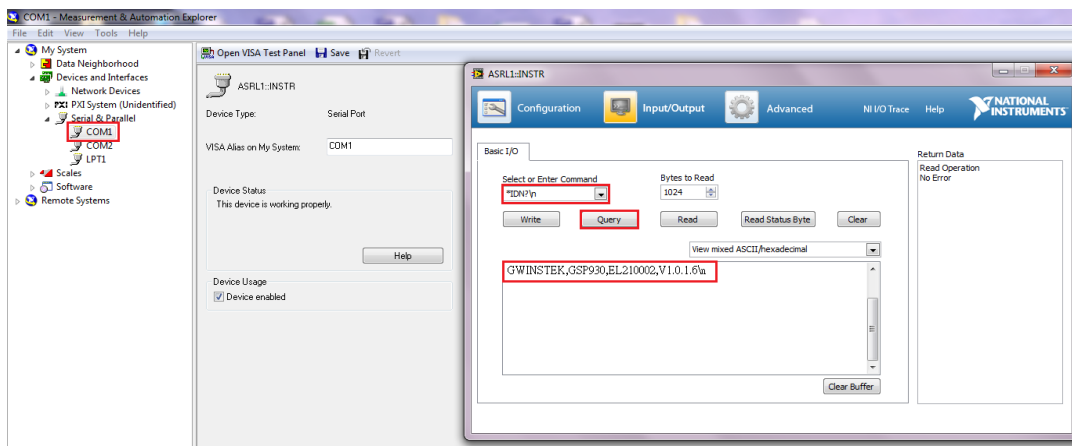 COM1 - Measurement & Automation Explorer
File Edit View Tools Help
My System
Data Neighborhood
Devices and Interfaces
Network Devices
PXI PXI System (Unidentified)
Serial & Parallel
COM1
COM2
LPT1
Scales
Software
Remote Systems
Open VISA Test Panel Save Revert
ASRL1::INSTR
Device Type: Serial Port
VISA Alias on My System: COM1
Device Status
This device is working properly.
Help
Device Usage
Device enabled
ASRL1::INSTR
Configuration Input/Output Advanced NI I/O Trace Help NATIONAL INSTRUMENTS
Basic I/O
Select or Enter Command
*IDN?\n
Bytes to Read
1024
Write Query Read Read Status Byte Clear
View mixed ASCII/hexadecimal
GWINSTEK,GSP930,EL210002,V1.0.1.6\n
Clear Buffer
Return Data
Read Operation
No Error